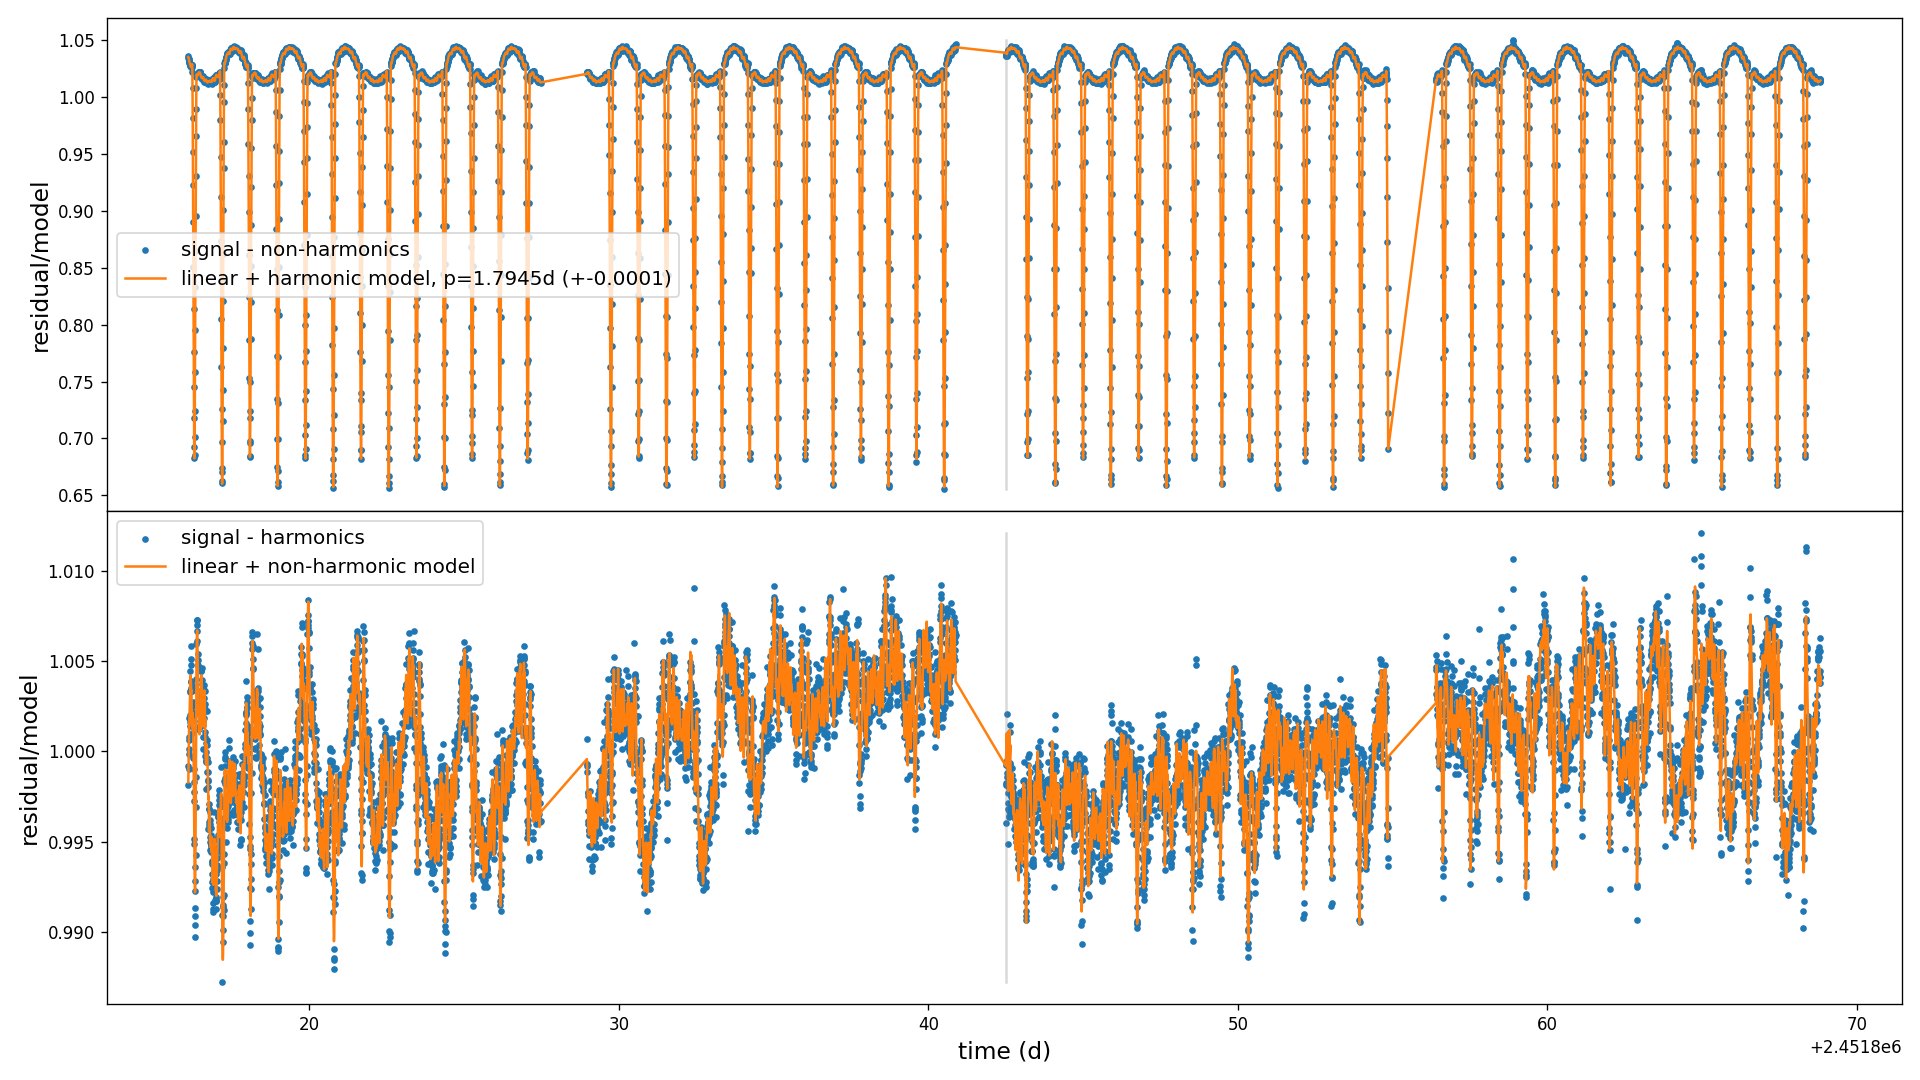 1.05
1.00
0.95
0.90
0.85
0.80
0.75
0.70
0.65
residual/model
signal - non-harmonics
linear + harmonic model, p=1.7945d (+-0.0001)
signal - harmonics
linear + non-harmonic model
1.010
1.005
1.000
0.995
0.990
residual/model
20 30 40 50 60 70
time (d)
+2.4518e6